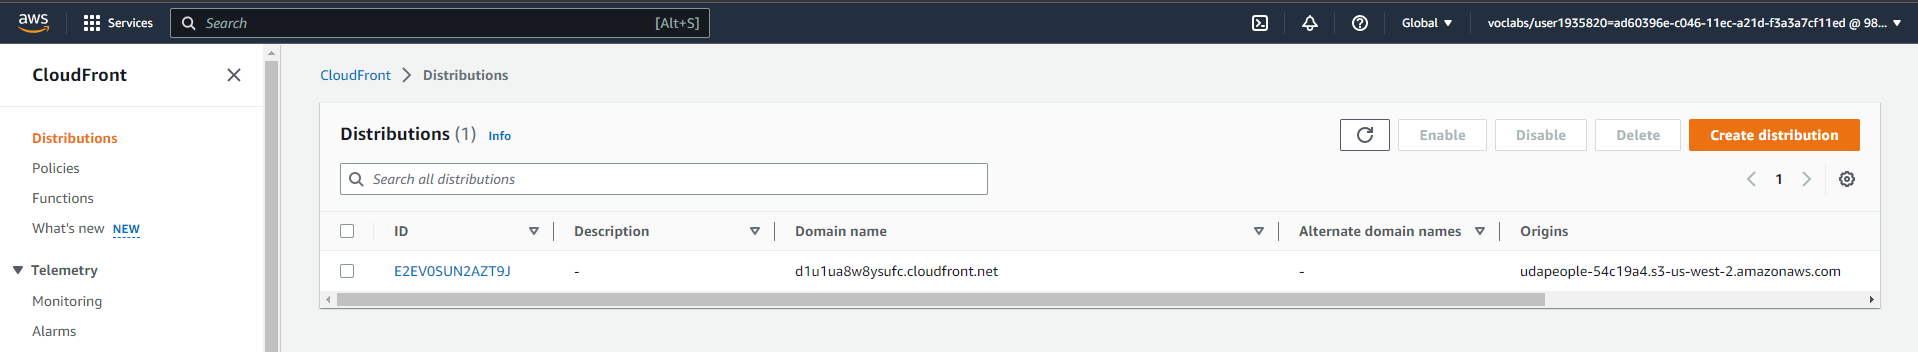 aws Services Search [Alt+S] Global voclabs/user1935820=ad60396e-c046-11ec-a21d-f3a3a7cf11ed @ 98...
CloudFront
Distributions
Policies
Functions
What's new NEW
Telemetry
Monitoring
Alarms
CloudFront Distributions
Distributions (1) Info Enable Disable Delete Create distribution
Search all distributions 1
ID Description Domain name Alternate domain names Origins
E2EV0SUN2AZT9J - d1u1ua8w8ysufc.cloudfront.net - udapeople-54c19a4.s3-us-west-2.amazonaws.com